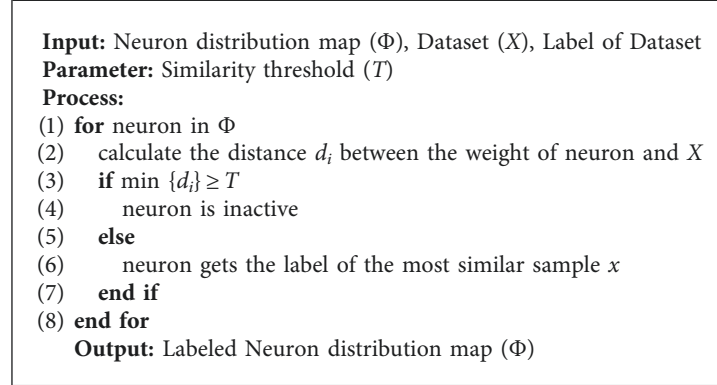 Input: Neuron distribution map (Φ), Dataset (X), Label of Dataset
Parameter: Similarity threshold (T)
Process:
(1) for neuron in Φ
(2) calculate the distance dᵢ between the weight of neuron and X
(3) if min {dᵢ} ≥ T
(4) neuron is inactive
(5) else
(6) neuron gets the label of the most similar sample x
(7) end if
(8) end for
Output: Labeled Neuron distribution map (Φ)